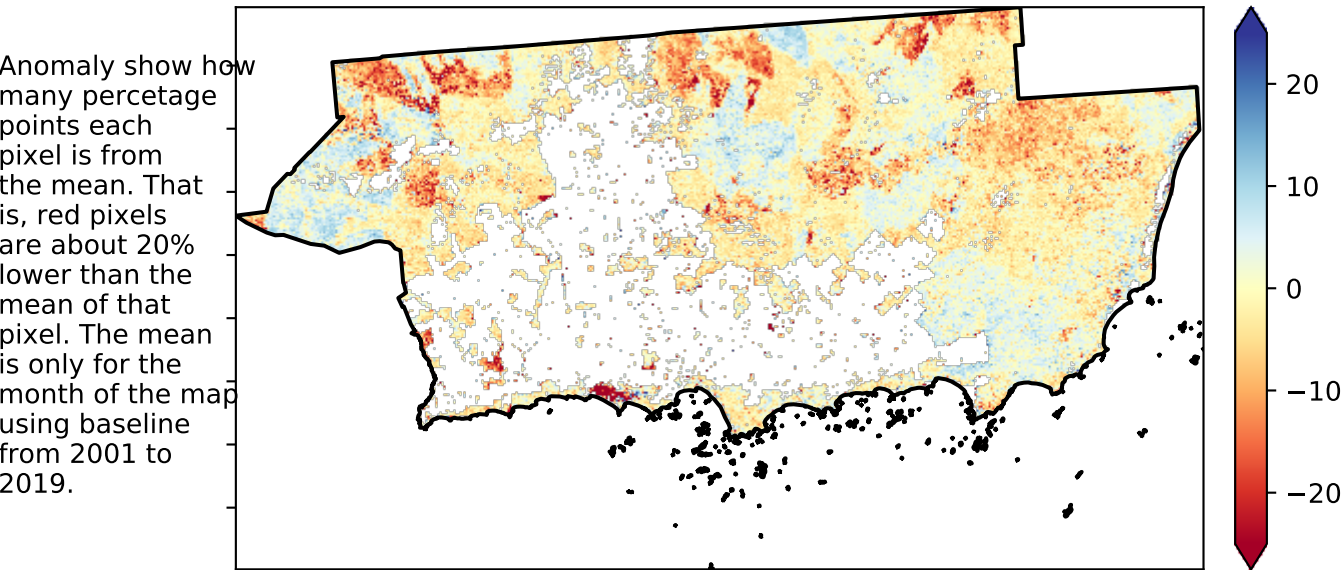 Anomaly show how
many percetage
points each
pixel is from
the mean. That
is, red pixels
are about 20%
lower than the
mean of that
pixel. The mean
is only for the
month of the map
using baseline
from 2001 to
2019.
20
10
0
−10
−20